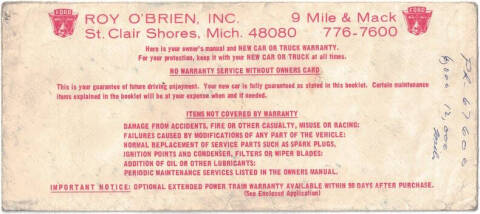 FORD ROY O'BRIEN, INC. 9 Mile & Mack FORD
St. Clair Shores, Mich. 48080 776-7600
Here is your owner's manual and NEW CAR OR TRUCK WARRANTY.
For your protection, keep it with your NEW CAR OR TRUCK at all times.
NO WARRANTY SERVICE WITHOUT OWNERS CARD
This is your guarantee of future driving enjoyment. Your new car is fully guaranteed as stated in this booklet. Certain maintenance
items explained in the booklet will be at your expense when and if needed.
ITEMS NOT COVERED BY WARRANTY
DAMAGE FROM ACCIDENTS, FIRE OR OTHER CASUALTY, MISUSE OR RACING:
FAILURES CAUSED BY MODIFICATIONS OF ANY PART OF THE VEHICLE:
NORMAL REPLACEMENT OF SERVICE PARTS SUCH AS SPARK PLUGS,
IGNITION POINTS AND CONDENSER, FILTERS OR WIPER BLADES:
ADDITION OF OIL OR OTHER LUBRICANTS:
PERIODIC MAINTENANCE SERVICES LISTED IN THE OWNERS MANUAL.
IMPORTANT NOTICE: OPTIONAL EXTENDED POWER TRAIN WARRANTY AVAILABLE WITHIN 90 DAYS AFTER PURCHASE.
(See Enclosed Application)
67600
12,000